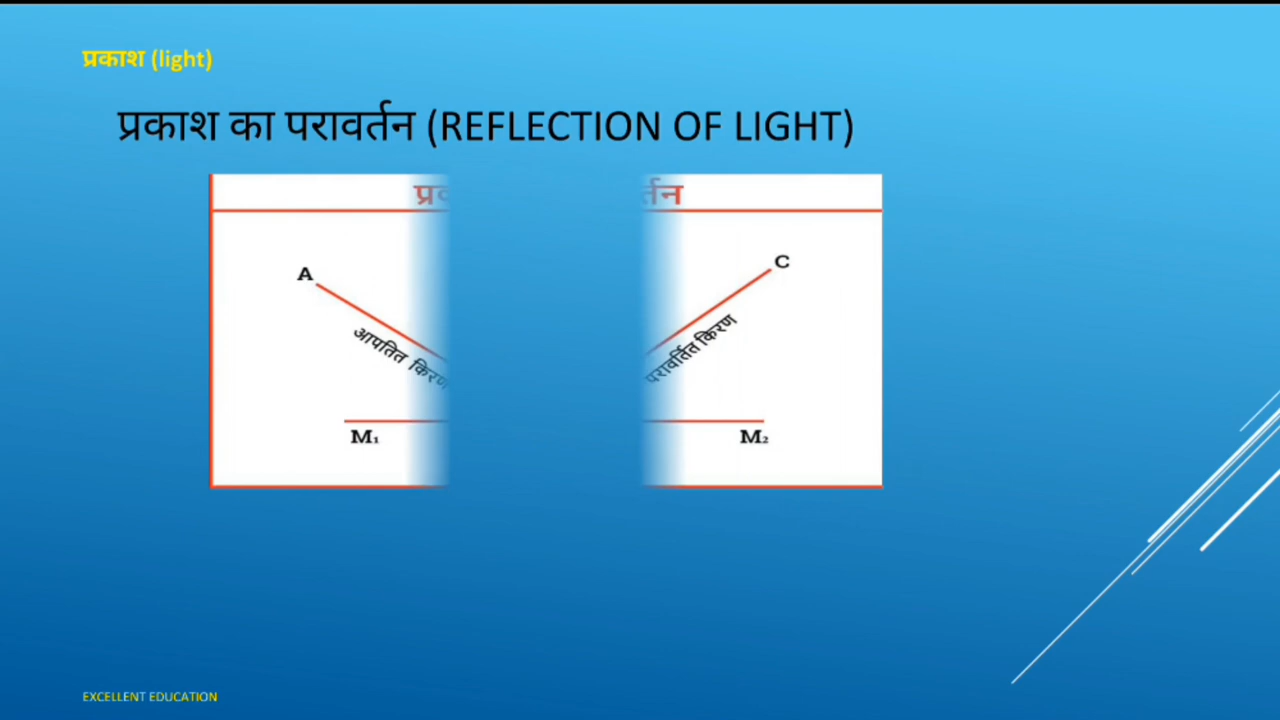 प्रकाश (light)
प्रकाश का परावर्तन (REFLECTION OF LIGHT)
A
C
आपतित किरण
परावर्तित किरण
M₁
M₂
EXCELLENT EDUCATION